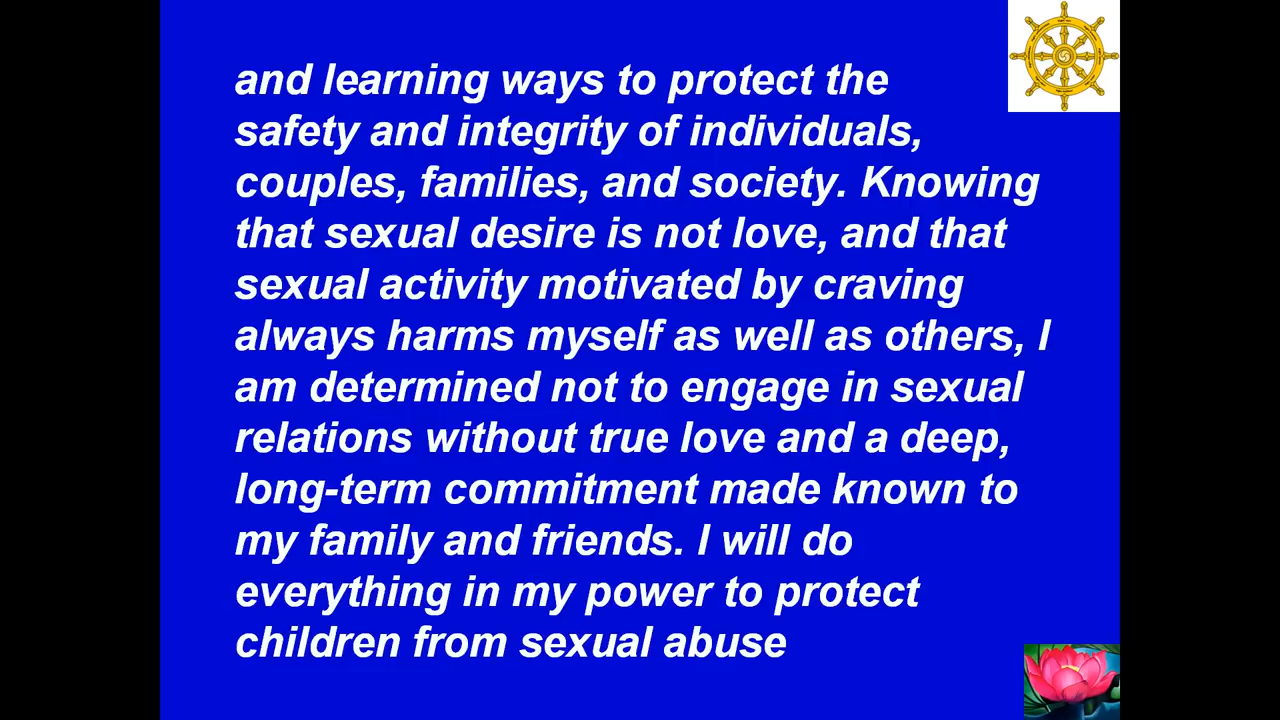 and learning ways to protect the
safety and integrity of individuals,
couples, families, and society. Knowing
that sexual desire is not love, and that
sexual activity motivated by craving
always harms myself as well as others, I
am determined not to engage in sexual
relations without true love and a deep,
long-term commitment made known to
my family and friends. I will do
everything in my power to protect
children from sexual abuse